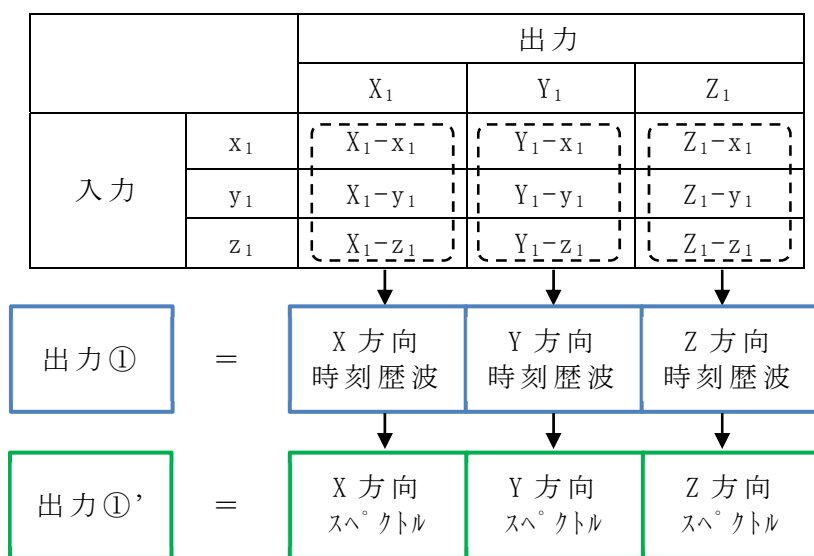 出力
X₁ Y₁ Z₁
入力
x₁ X₁−x₁ Y₁−x₁ Z₁−x₁
y₁ X₁−y₁ Y₁−y₁ Z₁−y₁
z₁ X₁−z₁ Y₁−z₁ Z₁−z₁
出力① =
X 方向
時刻歴波
Y 方向
時刻歴波
Z 方向
時刻歴波
出力①’ =
X 方向
スペクトル
Y 方向
スペクトル
Z 方向
スペクトル